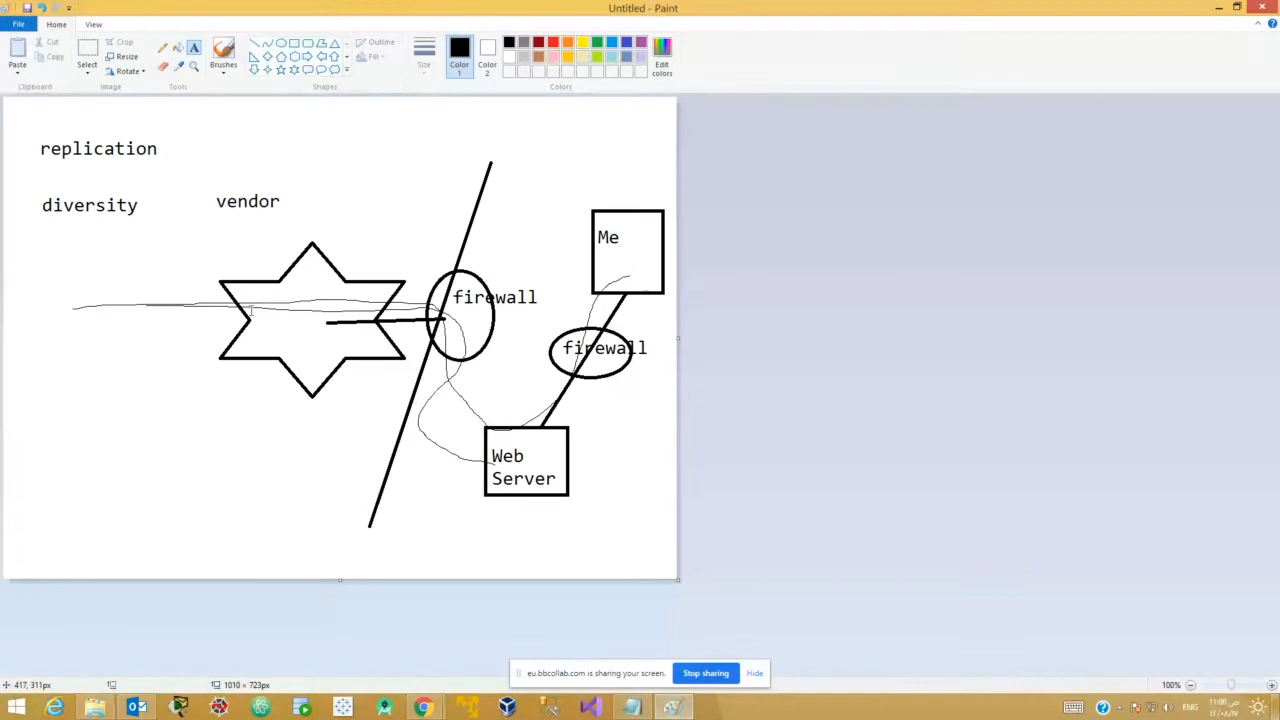 Untitled - Paint
File
Home
View
Paste
Cut
Copy
Clipboard
Select
Crop
Resize
Rotate
Image
Tools
Brushes
Shapes
Outline
Fill
Size
Color 1
Color 2
Edit colors
Colors
replication
diversity
vendor
Me
firewall
firewall
Web
Server
eu.bbcollab.com is sharing your screen.
Stop sharing
Hide
417, 311px
1010 × 723px
100%
ENG
11:00 ص